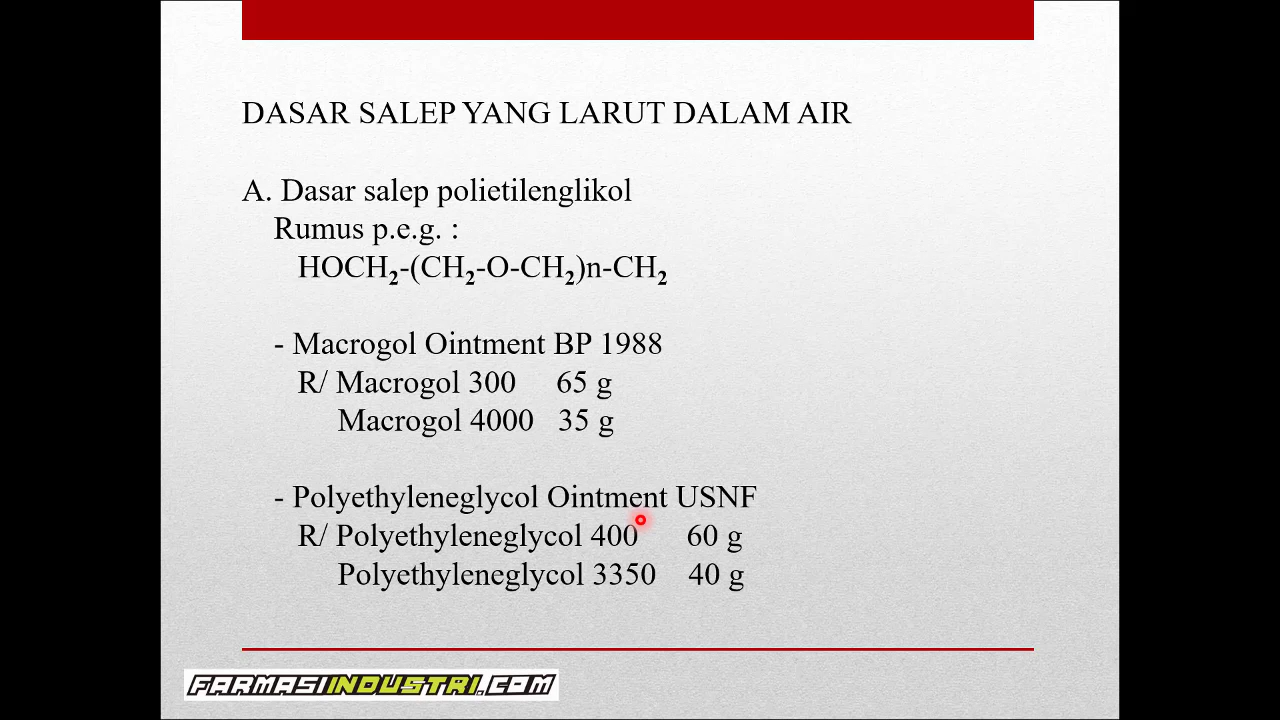 DASAR SALEP YANG LARUT DALAM AIR
A. Dasar salep polietilenglikol
Rumus p.e.g. :
HOCH₂-(CH₂-O-CH₂)n-CH₂
- Macrogol Ointment BP 1988
R/ Macrogol 300 65 g
Macrogol 4000 35 g
- Polyethyleneglycol Ointment USNF
R/ Polyethyleneglycol 400 60 g
Polyethyleneglycol 3350 40 g
FARMASIINDUSTRI.COM